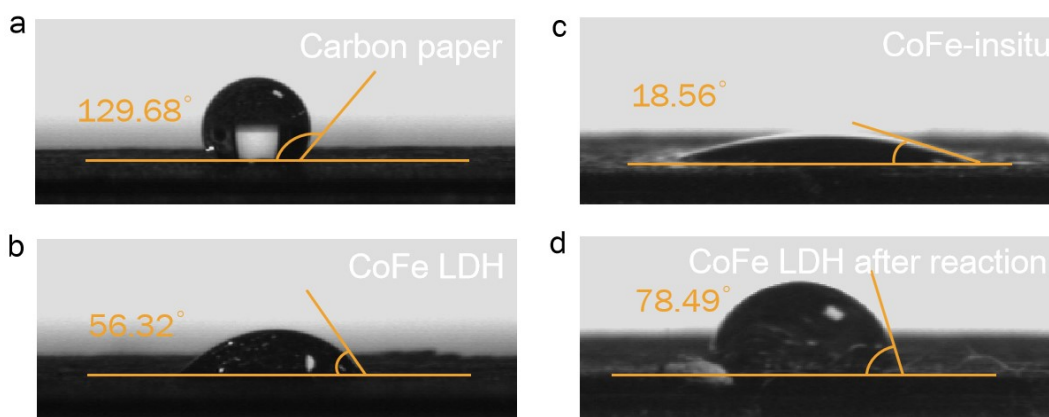 a
Carbon paper
129.68°
b
CoFe LDH
56.32°
c
CoFe-insitu
18.56°
d
CoFe LDH after reaction
78.49°